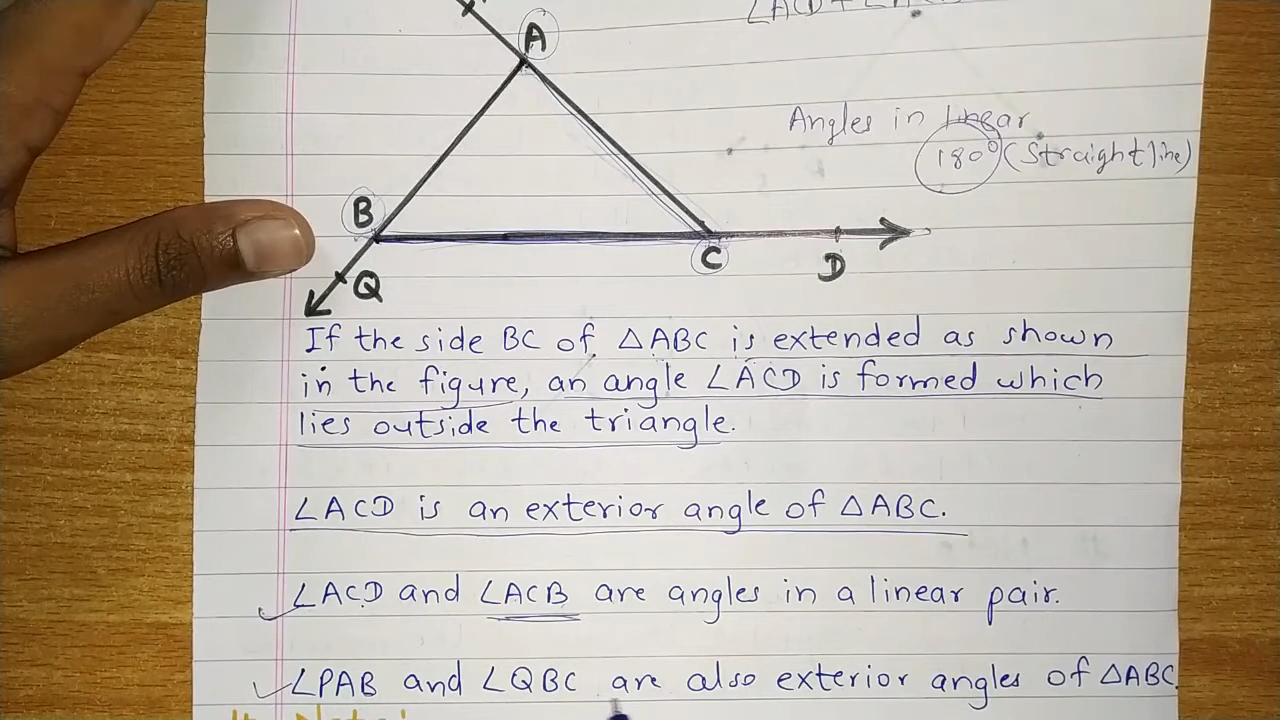 A
Angles in linear
180° (Straight line)
B
C
D
Q
If the side BC of △ABC is extended as shown
in the figure, an angle ∠ACD is formed which
lies outside the triangle.
∠ACD is an exterior angle of △ABC.
∠ACD and ∠ACB are angles in a linear pair.
∠PAB and ∠QBC are also exterior angles of △ABC.